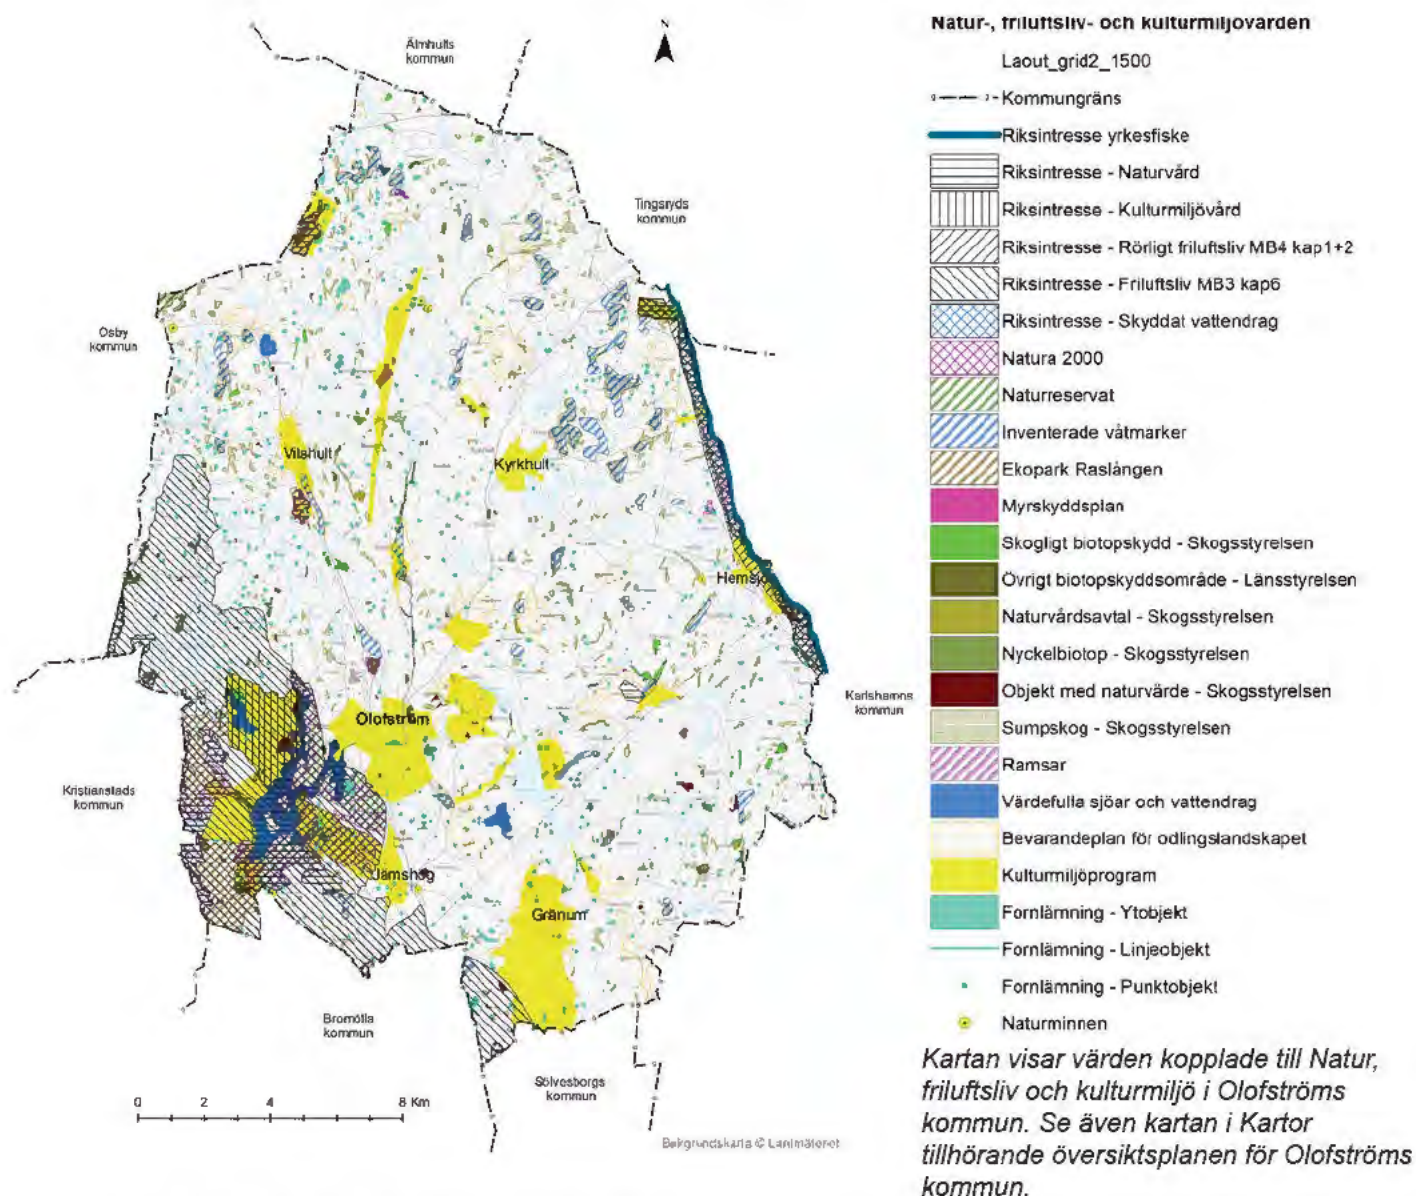 Älmhults
kommun
N
Tingsryds
kommun
Osby
kommun
Vilshult
Kyrkhult
Hemsjö
Karlshamns
kommun
Olofström
Kristianstads
kommun
Jämshög
Gränum
Bromölla
kommun
Sölvesborgs
kommun
0 2 4 8 Km
Bakgrundskarta © Lantmäteriet
Natur-, friluftsliv- och kulturmiljövården
Laout_grid2_1500
Kommungräns
Riksintresse yrkesfiske
Riksintresse - Naturvård
Riksintresse - Kulturmiljövård
Riksintresse - Rörligt friluftsliv MB4 kap1+2
Riksintresse - Friluftsliv MB3 kap6
Riksintresse - Skyddat vattendrag
Natura 2000
Naturreservat
Inventerade våtmarker
Ekopark Raslången
Myrskyddsplan
Skogligt biotopskydd - Skogsstyrelsen
Övrigt biotopskyddsområde - Länsstyrelsen
Naturvårdsavtal - Skogsstyrelsen
Nyckelbiotop - Skogsstyrelsen
Objekt med naturvärde - Skogsstyrelsen
Sumpskog - Skogsstyrelsen
Ramsar
Värdefulla sjöar och vattendrag
Bevarandeplan för odlingslandskapet
Kulturmiljöprogram
Fornlämning - Ytobjekt
Fornlämning - Linjeobjekt
Fornlämning - Punktobjekt
Naturminnen
Kartan visar värden kopplade till Natur,
friluftsliv och kulturmiljö i Olofströms
kommun. Se även kartan i Kartor
tillhörande översiktsplanen för Olofströms
kommun.